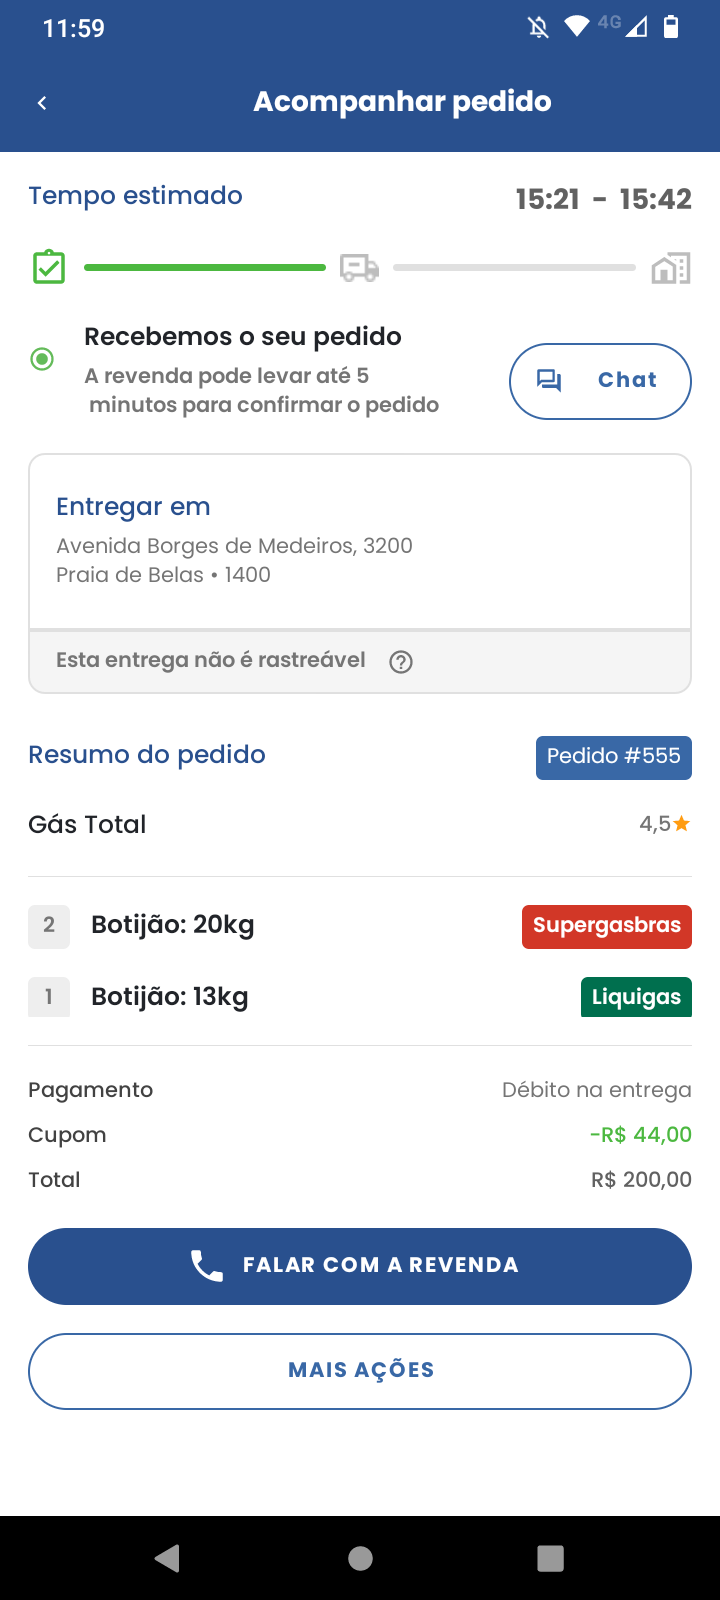 11:59
4G
Acompanhar pedido
Tempo estimado
15:21 - 15:42
Recebemos o seu pedido
A revenda pode levar até 5
minutos para confirmar o pedido
Chat
Entregar em
Avenida Borges de Medeiros, 3200
Praia de Belas • 1400
Esta entrega não é rastreável
Resumo do pedido
Pedido #555
Gás Total
4,5
2 Botijão: 20kg
Supergasbras
1 Botijão: 13kg
Liquigas
Pagamento
Débito na entrega
Cupom
-R$ 44,00
Total
R$ 200,00
FALAR COM A REVENDA
MAIS AÇÕES